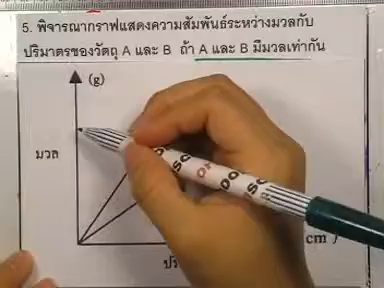 5. พิจารณากราฟแสดงความสัมพันธ์ระหว่างมวลกับ
ปริมาตรของวัตถุ A และ B ถ้า A และ B มีมวลเท่ากัน
(g)
มวล
cm